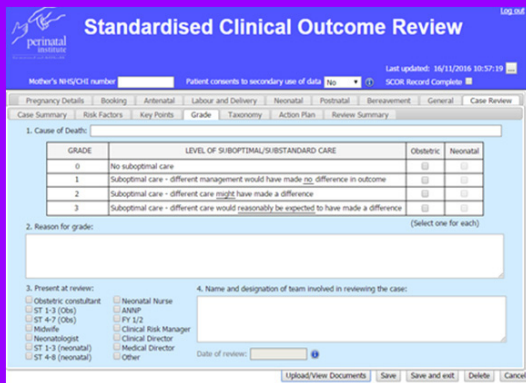 Log out
Standardised Clinical Outcome Review
perinatal
institute
Last updated: 16/11/2016 10:57:19 ...
Mother's NHS/CHI number Patient consents to secondary use of data No SCOR Record Complete
Pregnancy Details Booking Antenatal Labour and Delivery Neonatal Postnatal Bereavement General Case Review
Case Summary Risk Factors Key Points Grade Taxonomy Action Plan Review Summary
1. Cause of Death:
GRADE LEVEL OF SUBOPTIMAL/SUBSTANDARD CARE Obstetric Neonatal
0 No suboptimal care
1 Suboptimal care - different management would have made no difference in outcome
2 Suboptimal care - different care might have made a difference
3 Suboptimal care - different care would reasonably be expected to have made a difference
(Select one for each)
2. Reason for grade:
3. Present at review: 4. Name and designation of team involved in reviewing the case:
Obstetric constultant Neonatal Nurse
ST 1-3 (Obs) ANNP
ST 4-7 (Obs) FY 1/2
Midwife Clinical Risk Manager
Neonatologist Clinical Director
ST 1-3 (neonatal) Medical Director
ST 4-8 (neonatal) Other
Date of review:
Upload/View Documents Save Save and exit Delete Cancel